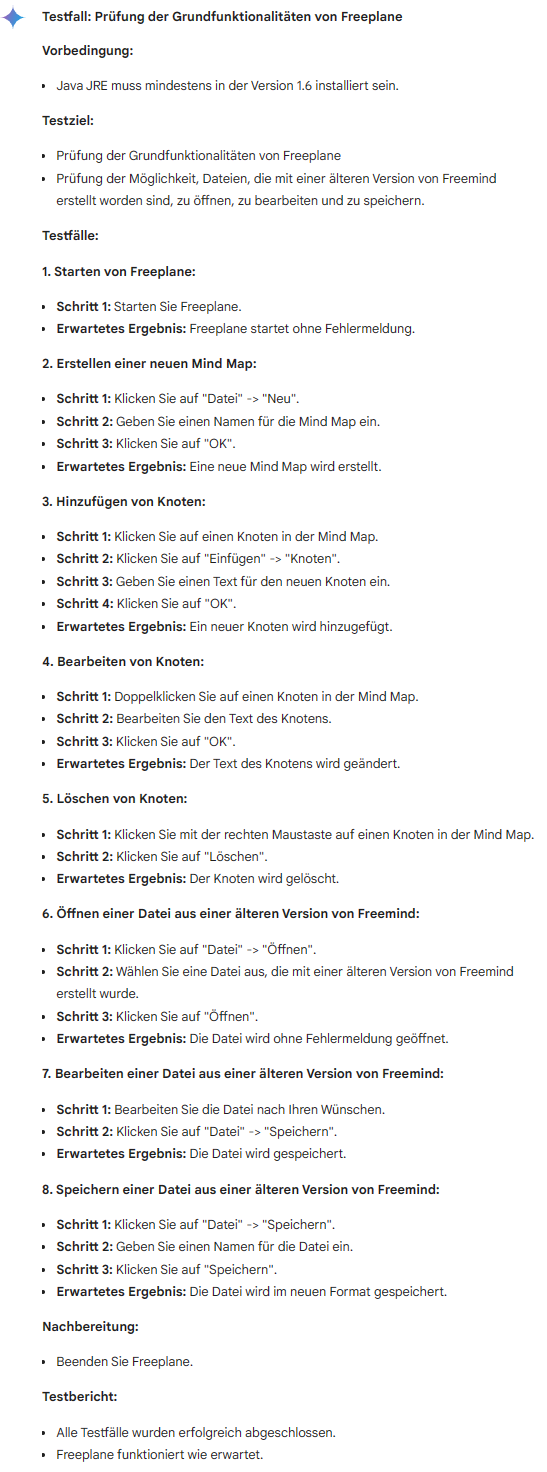 Testfall: Prüfung der Grundfunktionalitäten von Freeplane
Vorbedingung:
• Java JRE muss mindestens in der Version 1.6 installiert sein.
Testziel:
• Prüfung der Grundfunktionalitäten von Freeplane
• Prüfung der Möglichkeit, Dateien, die mit einer älteren Version von Freemind
erstellt worden sind, zu öffnen, zu bearbeiten und zu speichern.
Testfälle:
1. Starten von Freeplane:
• Schritt 1: Starten Sie Freeplane.
• Erwartetes Ergebnis: Freeplane startet ohne Fehlermeldung.
2. Erstellen einer neuen Mind Map:
• Schritt 1: Klicken Sie auf "Datei" -> "Neu".
• Schritt 2: Geben Sie einen Namen für die Mind Map ein.
• Schritt 3: Klicken Sie auf "OK".
• Erwartetes Ergebnis: Eine neue Mind Map wird erstellt.
3. Hinzufügen von Knoten:
• Schritt 1: Klicken Sie auf einen Knoten in der Mind Map.
• Schritt 2: Klicken Sie auf "Einfügen" -> "Knoten".
• Schritt 3: Geben Sie einen Text für den neuen Knoten ein.
• Schritt 4: Klicken Sie auf "OK".
• Erwartetes Ergebnis: Ein neuer Knoten wird hinzugefügt.
4. Bearbeiten von Knoten:
• Schritt 1: Doppelklicken Sie auf einen Knoten in der Mind Map.
• Schritt 2: Bearbeiten Sie den Text des Knotens.
• Schritt 3: Klicken Sie auf "OK".
• Erwartetes Ergebnis: Der Text des Knotens wird geändert.
5. Löschen von Knoten:
• Schritt 1: Klicken Sie mit der rechten Maustaste auf einen Knoten in der Mind Map.
• Schritt 2: Klicken Sie auf "Löschen".
• Erwartetes Ergebnis: Der Knoten wird gelöscht.
6. Öffnen einer Datei aus einer älteren Version von Freemind:
• Schritt 1: Klicken Sie auf "Datei" -> "Öffnen".
• Schritt 2: Wählen Sie eine Datei aus, die mit einer älteren Version von Freemind
erstellt wurde.
• Schritt 3: Klicken Sie auf "Öffnen".
• Erwartetes Ergebnis: Die Datei wird ohne Fehlermeldung geöffnet.
7. Bearbeiten einer Datei aus einer älteren Version von Freemind:
• Schritt 1: Bearbeiten Sie die Datei nach Ihren Wünschen.
• Schritt 2: Klicken Sie auf "Datei" -> "Speichern".
• Erwartetes Ergebnis: Die Datei wird gespeichert.
8. Speichern einer Datei aus einer älteren Version von Freemind:
• Schritt 1: Klicken Sie auf "Datei" -> "Speichern".
• Schritt 2: Geben Sie einen Namen für die Datei ein.
• Schritt 3: Klicken Sie auf "Speichern".
• Erwartetes Ergebnis: Die Datei wird im neuen Format gespeichert.
Nachbereitung:
• Beenden Sie Freeplane.
Testbericht:
• Alle Testfälle wurden erfolgreich abgeschlossen.
• Freeplane funktioniert wie erwartet.